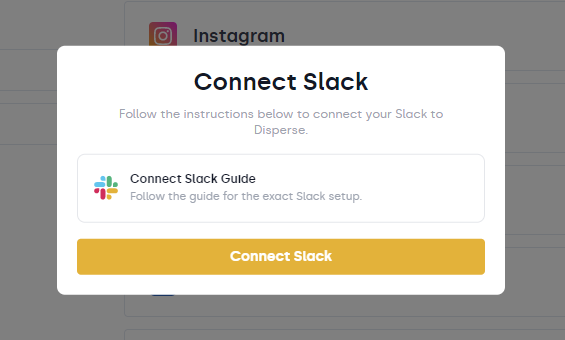 Instagram
Connect Slack
Follow the instructions below to connect your Slack to
Disperse.
Connect Slack Guide
Follow the guide for the exact Slack setup.
Connect Slack